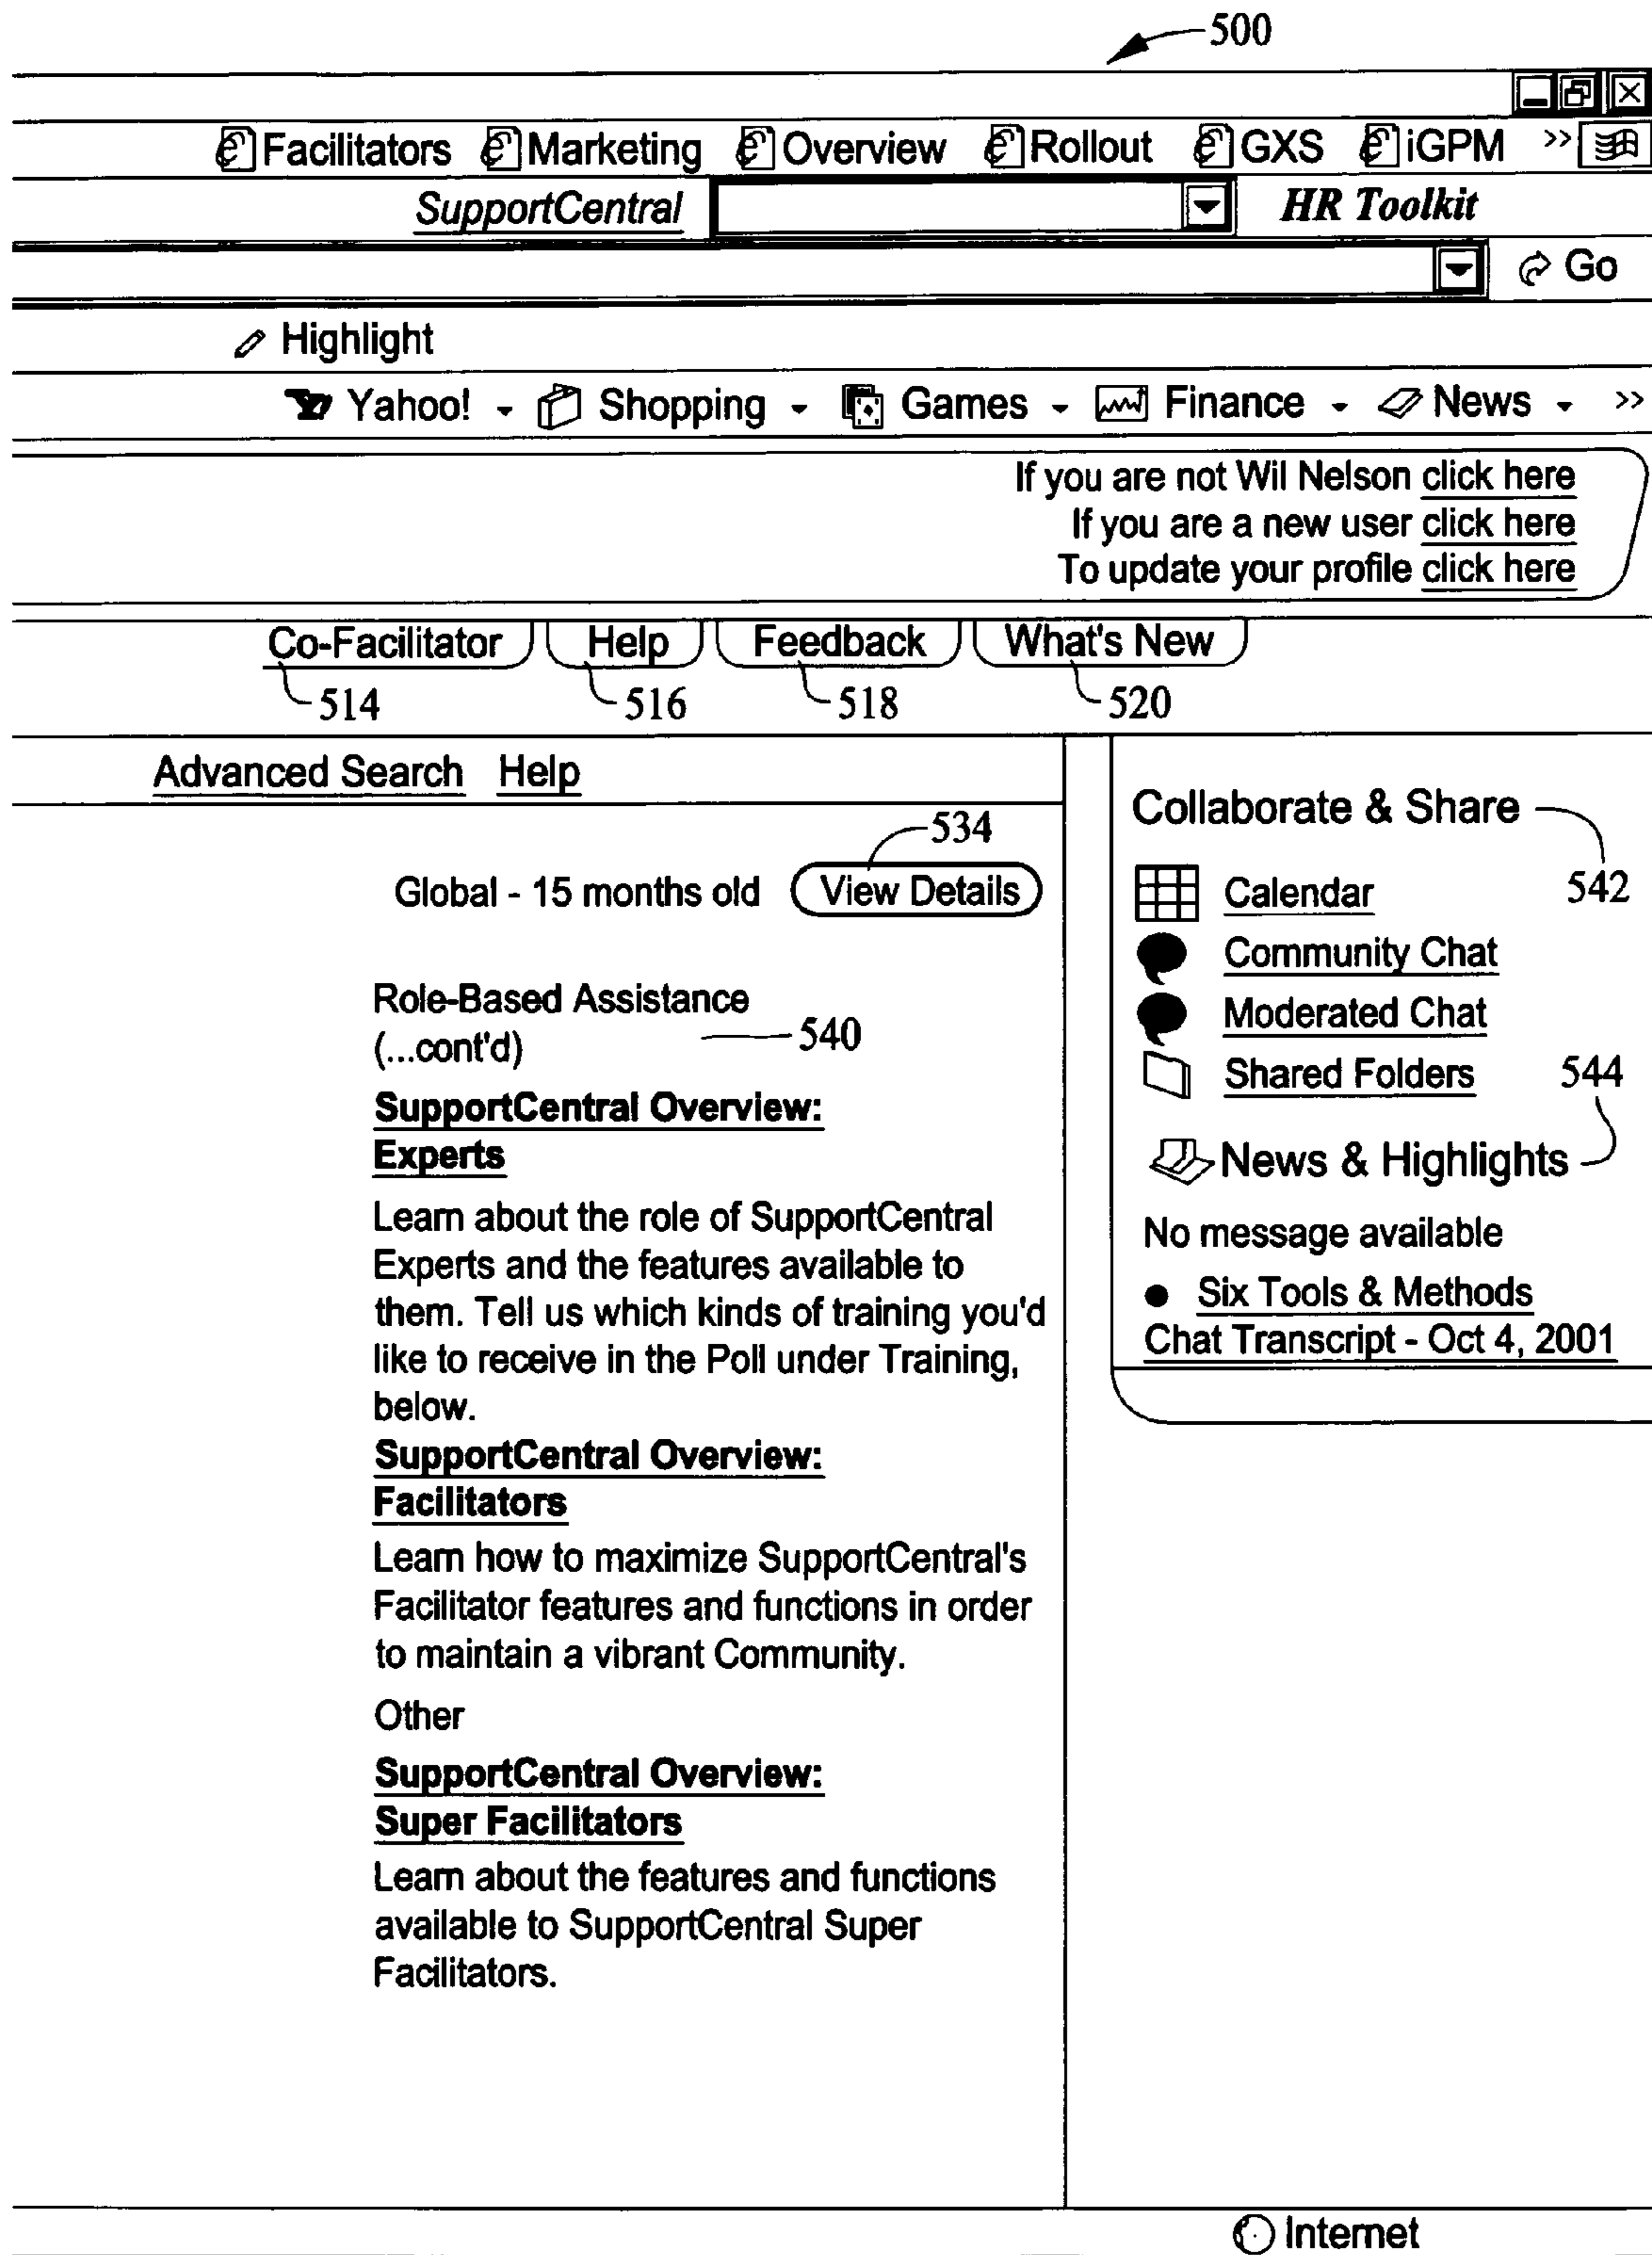 500
Facilitators Marketing Overview Rollout GXS iGPM >>
SupportCentral HR Toolkit
Go
Highlight
Yahoo! - Shopping - Games - Finance - News - >>
If you are not Wil Nelson click here
If you are a new user click here
To update your profile click here
Co-Facilitator Help Feedback What's New
514 516 518 520
Advanced Search Help
534
Global - 15 months old View Details
Role-Based Assistance
(...cont'd) 540
SupportCentral Overview:
Experts
Learn about the role of SupportCentral
Experts and the features available to
them. Tell us which kinds of training you'd
like to receive in the Poll under Training,
below.
SupportCentral Overview:
Facilitators
Learn how to maximize SupportCentral's
Facilitator features and functions in order
to maintain a vibrant Community.
Other
SupportCentral Overview:
Super Facilitators
Learn about the features and functions
available to SupportCentral Super
Facilitators.
Collaborate & Share
542
Calendar
Community Chat
Moderated Chat
Shared Folders
544
News & Highlights
No message available
● Six Tools & Methods
Chat Transcript - Oct 4, 2001
Internet